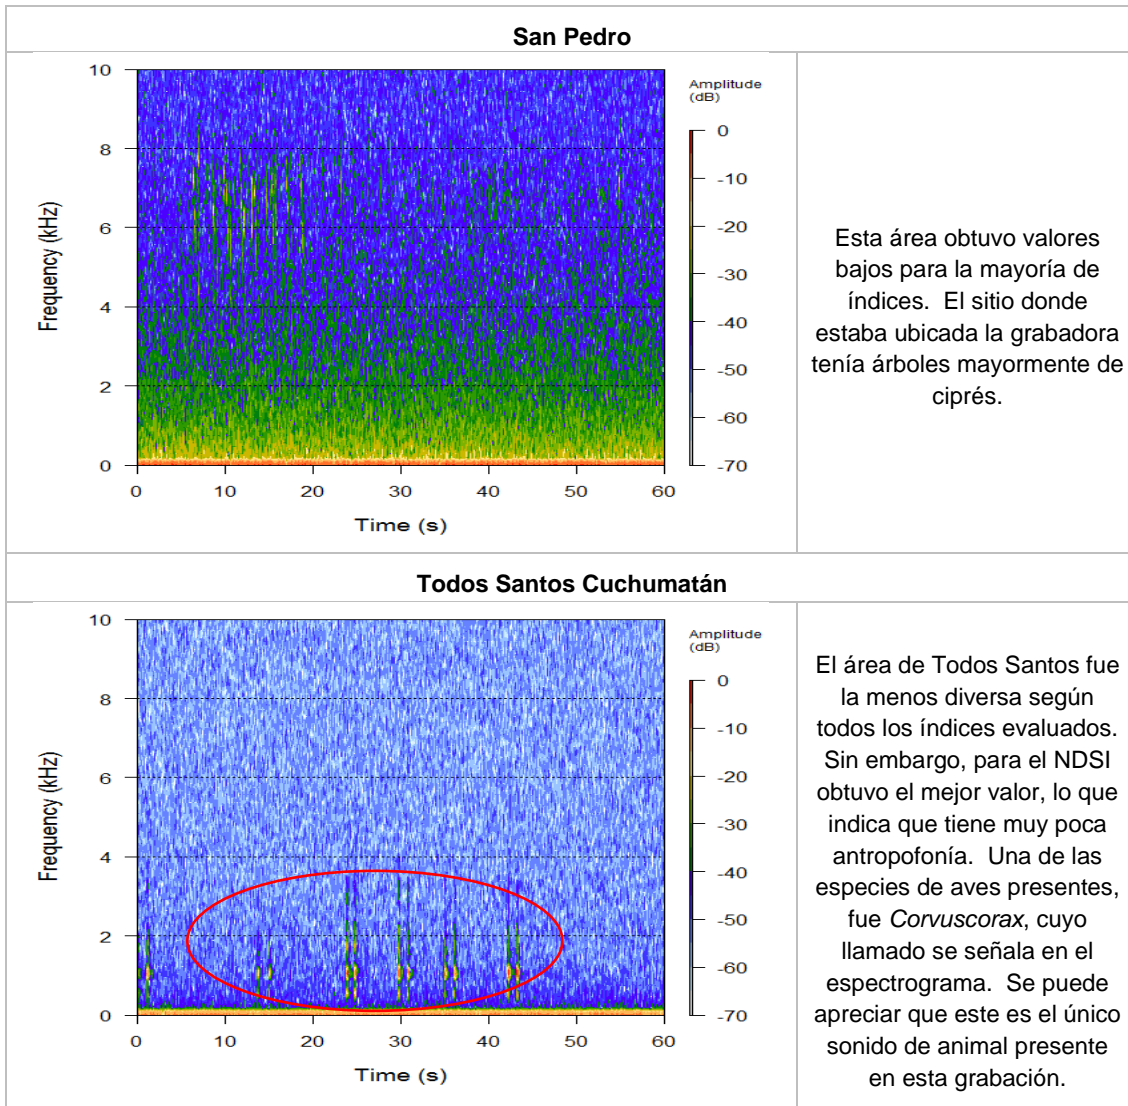 San Pedro
10
8
6
4
2
0
Frequency (kHz)
0 10 20 30 40 50 60
Time (s)
Amplitude
(dB)
0
-10
-20
-30
-40
-50
-60
-70
Esta área obtuvo valores
bajos para la mayoría de
índices. El sitio donde
estaba ubicada la grabadora
tenía árboles mayormente de
ciprés.
Todos Santos Cuchumatán
10
8
6
4
2
0
Frequency (kHz)
0 10 20 30 40 50 60
Time (s)
Amplitude
(dB)
0
-10
-20
-30
-40
-50
-60
-70
El área de Todos Santos fue
la menos diversa según
todos los índices evaluados.
Sin embargo, para el NDSI
obtuvo el mejor valor, lo que
indica que tiene muy poca
antropofonía. Una de las
especies de aves presentes,
fue Corvuscorax, cuyo
llamado se señala en el
espectrograma. Se puede
apreciar que este es el único
sonido de animal presente
en esta grabación.